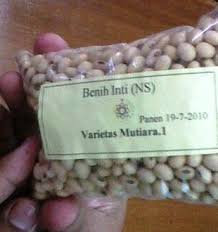 Benih Inti (NS)
Panen 19-7-2010
Varietas Mutiara.1